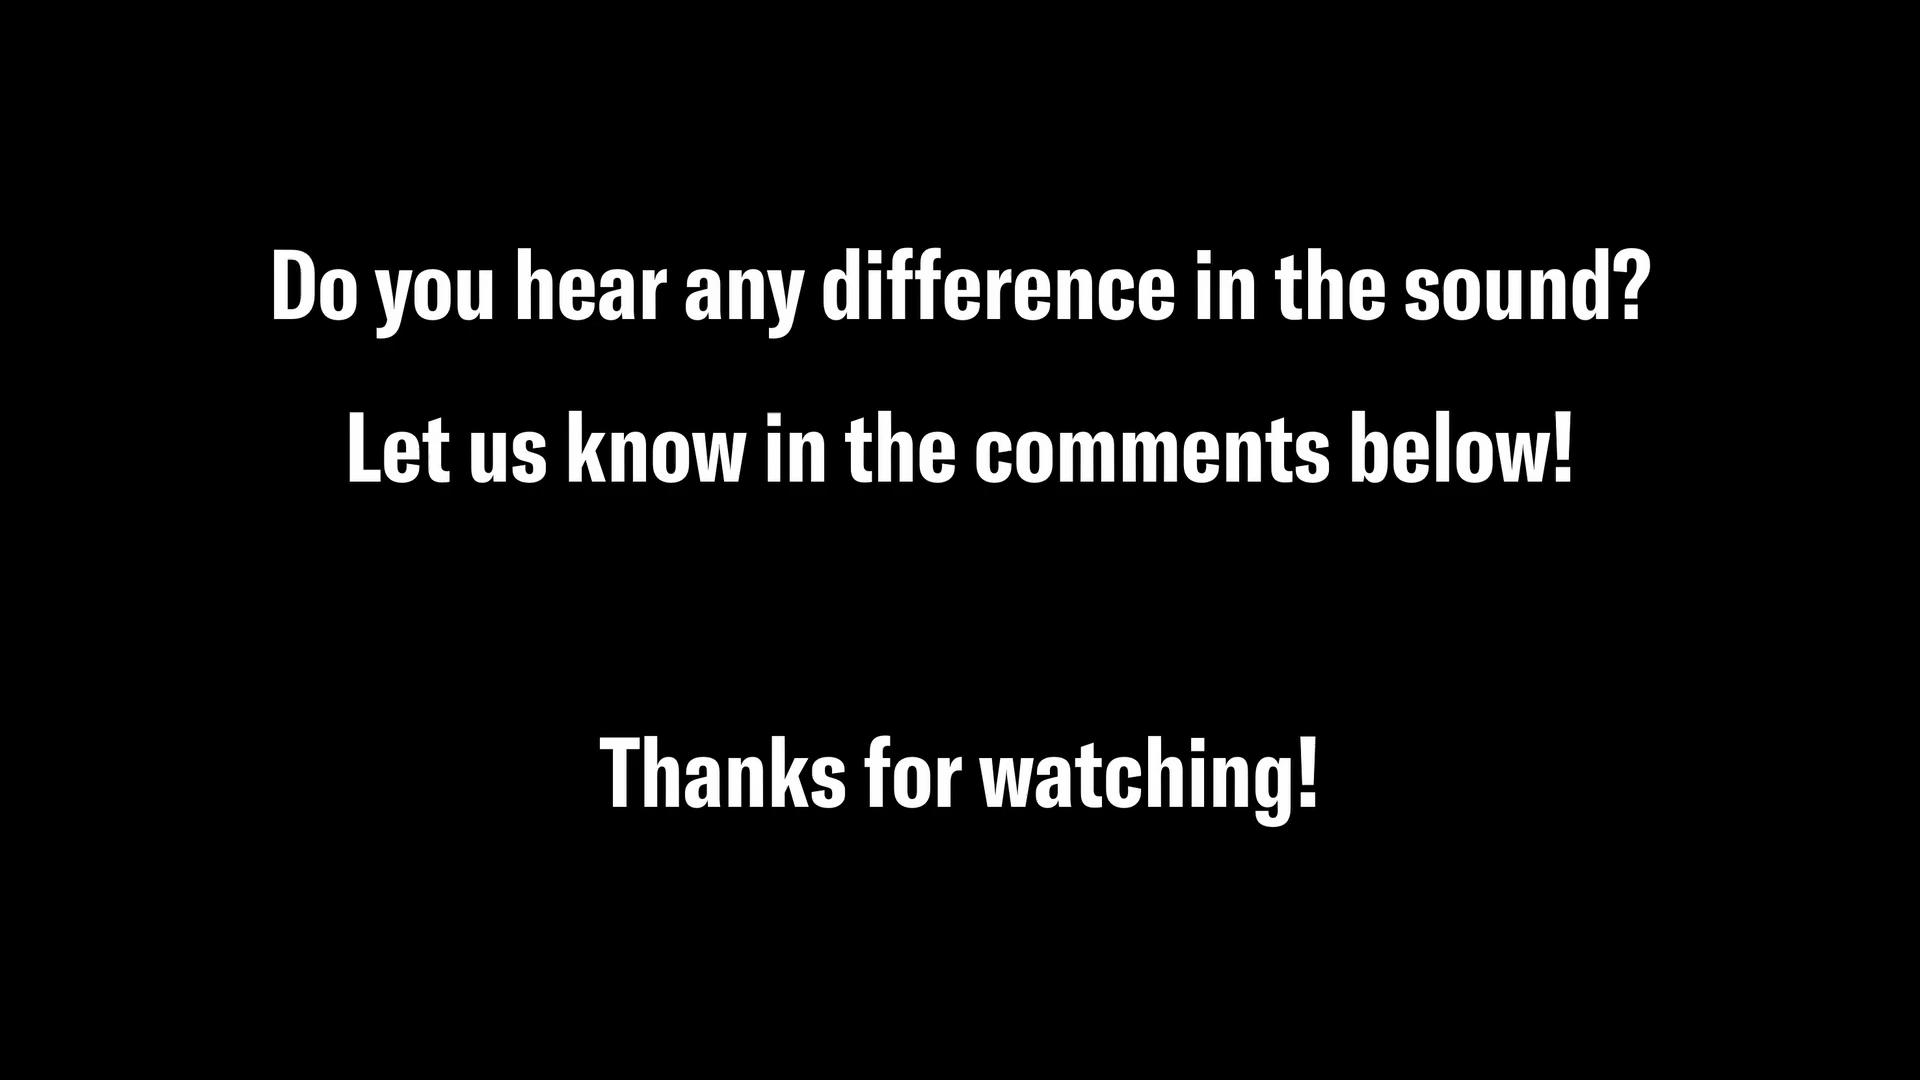 Do you hear any difference in the sound?
Let us know in the comments below!
Thanks for watching!